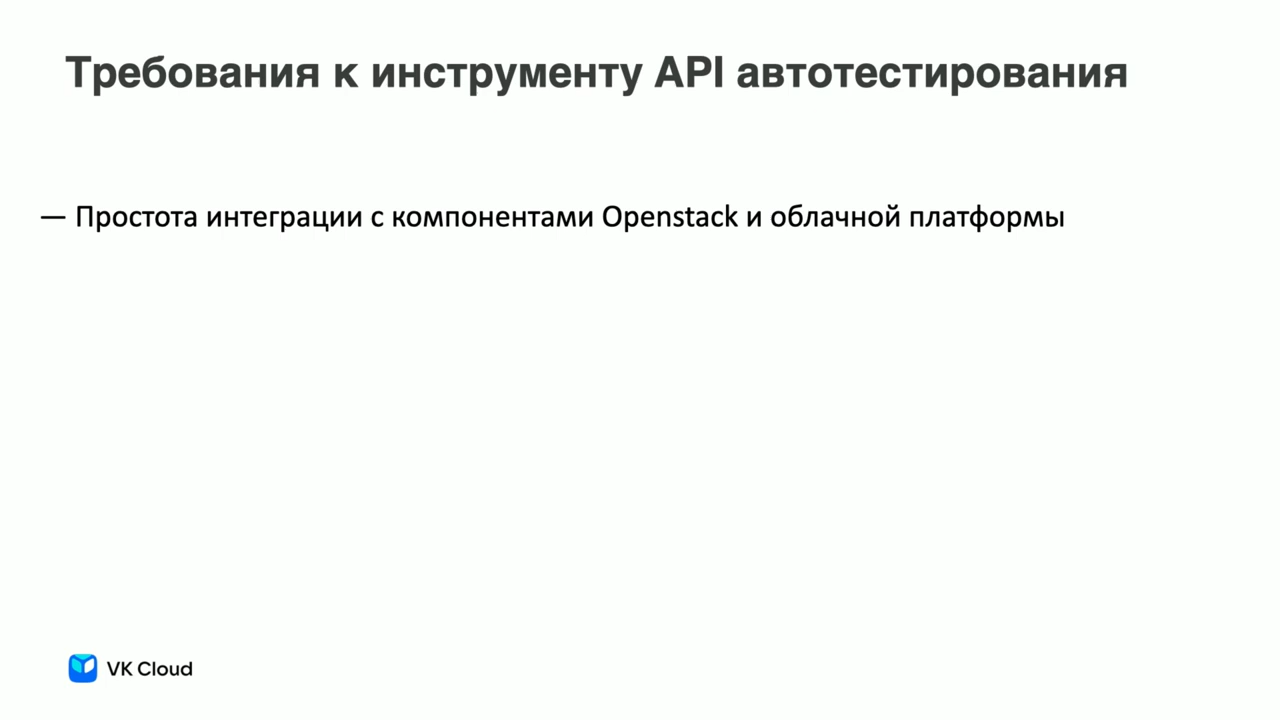 Требования к инструменту API автотестирования
— Простота интеграции с компонентами Openstack и облачной платформы
VK Cloud